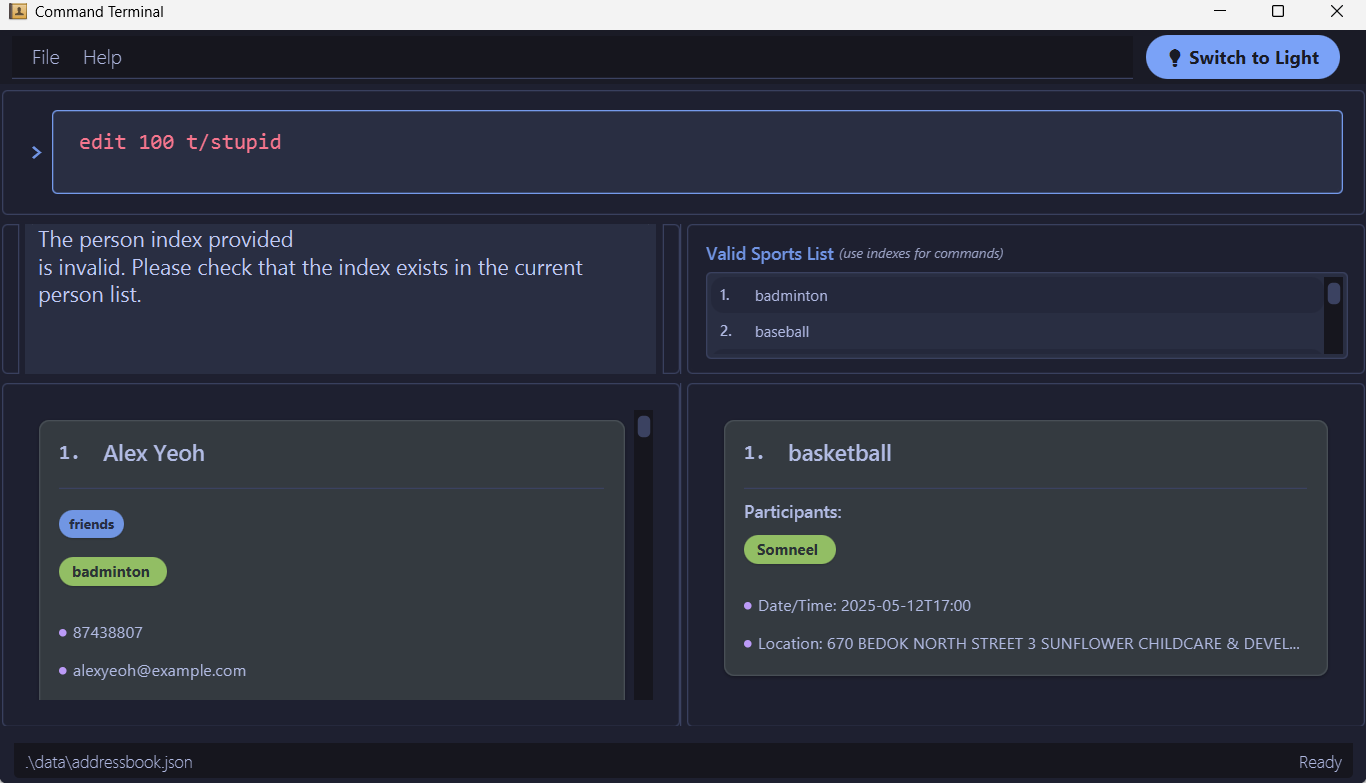 Command Terminal
File Help
Switch to Light
> edit 100 t/stupid
The person index provided
is invalid. Please check that the index exists in the current
person list.
Valid Sports List (use indexes for commands)
1. badminton
2. baseball
1. Alex Yeoh
friends
badminton
87438807
alexyeoh@example.com
1. basketball
Participants:
Somneel
Date/Time: 2025-05-12T17:00
Location: 670 BEDOK NORTH STREET 3 SUNFLOWER CHILDCARE & DEVEL...
.\data\addressbook.json
Ready